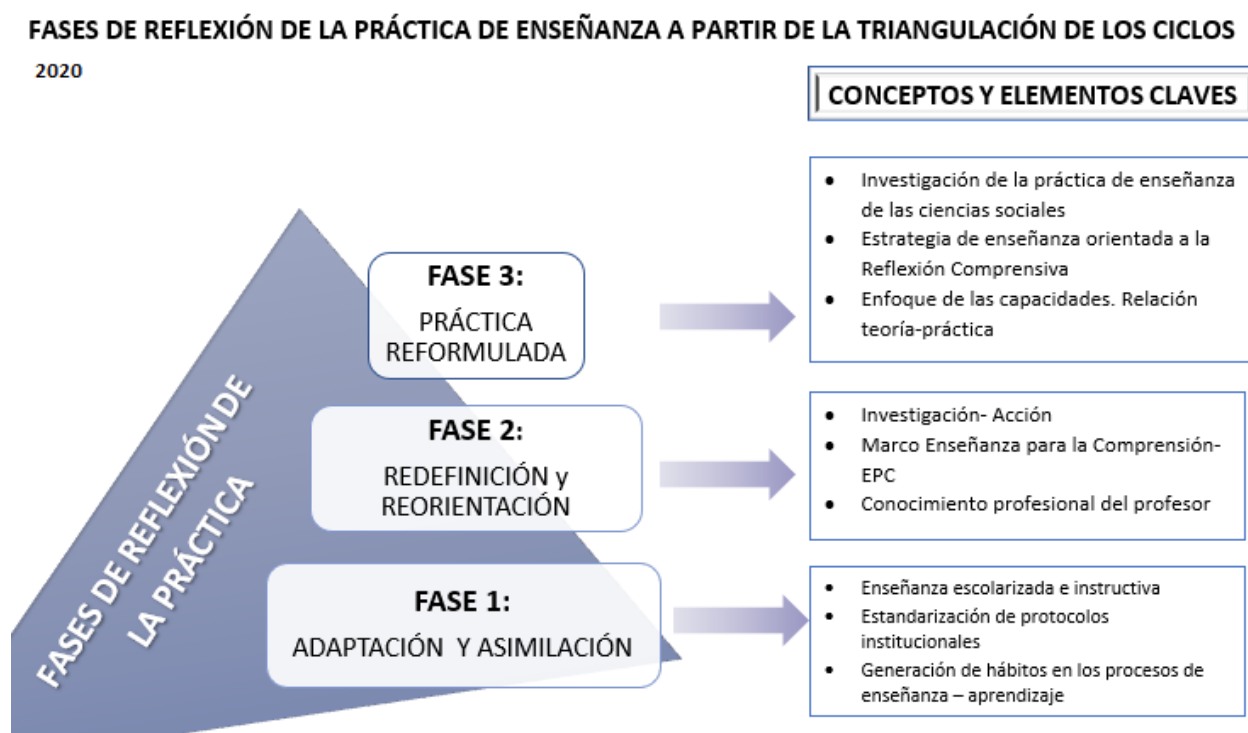 FASES DE REFLEXIÓN DE LA PRÁCTICA DE ENSEÑANZA A PARTIR DE LA TRIANGULACIÓN DE LOS CICLOS
2020
CONCEPTOS Y ELEMENTOS CLAVES
FASES DE REFLEXIÓN DE
LA PRÁCTICA
FASE 3:
PRÁCTICA
REFORMULADA
• Investigación de la práctica de enseñanza
de las ciencias sociales
• Estrategia de enseñanza orientada a la
Reflexión Comprensiva
• Enfoque de las capacidades. Relación
teoría-práctica
FASE 2:
REDEFINICIÓN y
REORIENTACIÓN
• Investigación- Acción
• Marco Enseñanza para la Comprensión-
EPC
• Conocimiento profesional del profesor
FASE 1:
ADAPTACIÓN Y ASIMILACIÓN
• Enseñanza escolarizada e instructiva
• Estandarización de protocolos
institucionales
• Generación de hábitos en los procesos de
enseñanza – aprendizaje